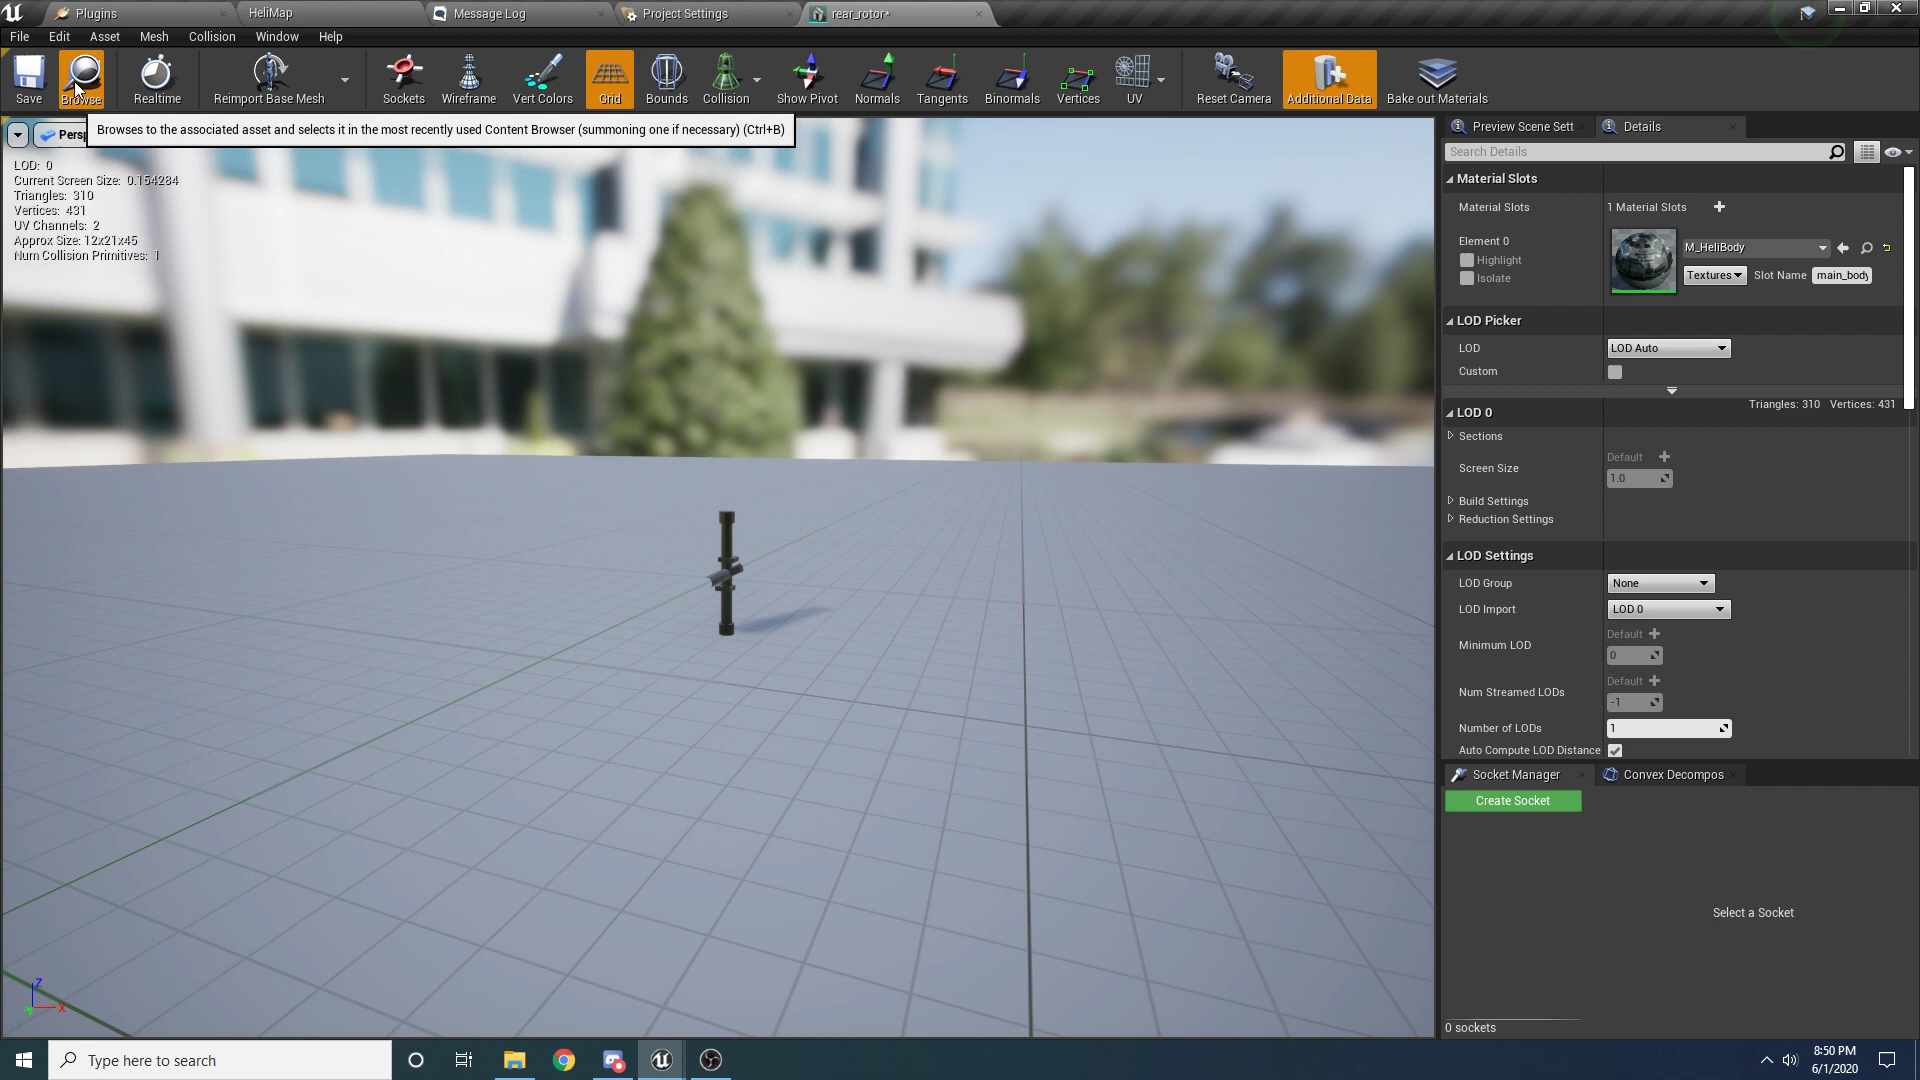 Plugins
HeliMap
Message Log
Project Settings
rear_rotor*
File
Edit
Asset
Mesh
Collision
Window
Help
Save
Browse
Realtime
Reimport Base Mesh
Sockets
Wireframe
Vert Colors
Grid
Bounds
Collision
Show Pivot
Normals
Tangents
Binormals
Vertices
UV
Reset Camera
Additional Data
Bake out Materials
Browses to the associated asset and selects it in the most recently used Content Browser (summoning one if necessary) (Ctrl+B)
LOD: 0
Current Screen Size: 0.154284
Triangles: 310
Vertices: 431
UV Channels: 2
Approx Size: 12x21x45
Num Collision Primitives: 1
Z
X
Preview Scene Sett
Details
Search Details
Material Slots
Material Slots
1 Material Slots
Element 0
Highlight
Isolate
M_HeliBody
Textures
Slot Name
main_body
LOD Picker
LOD
LOD Auto
Custom
LOD 0
Triangles: 310 Vertices: 431
Sections
Screen Size
Default
1.0
Build Settings
Reduction Settings
LOD Settings
LOD Group
None
LOD Import
LOD 0
Minimum LOD
Default
0
Num Streamed LODs
Default
-1
Number of LODs
1
Auto Compute LOD Distance
Socket Manager
Convex Decompos
Create Socket
Select a Socket
0 sockets
Type here to search
8:50 PM
6/1/2020